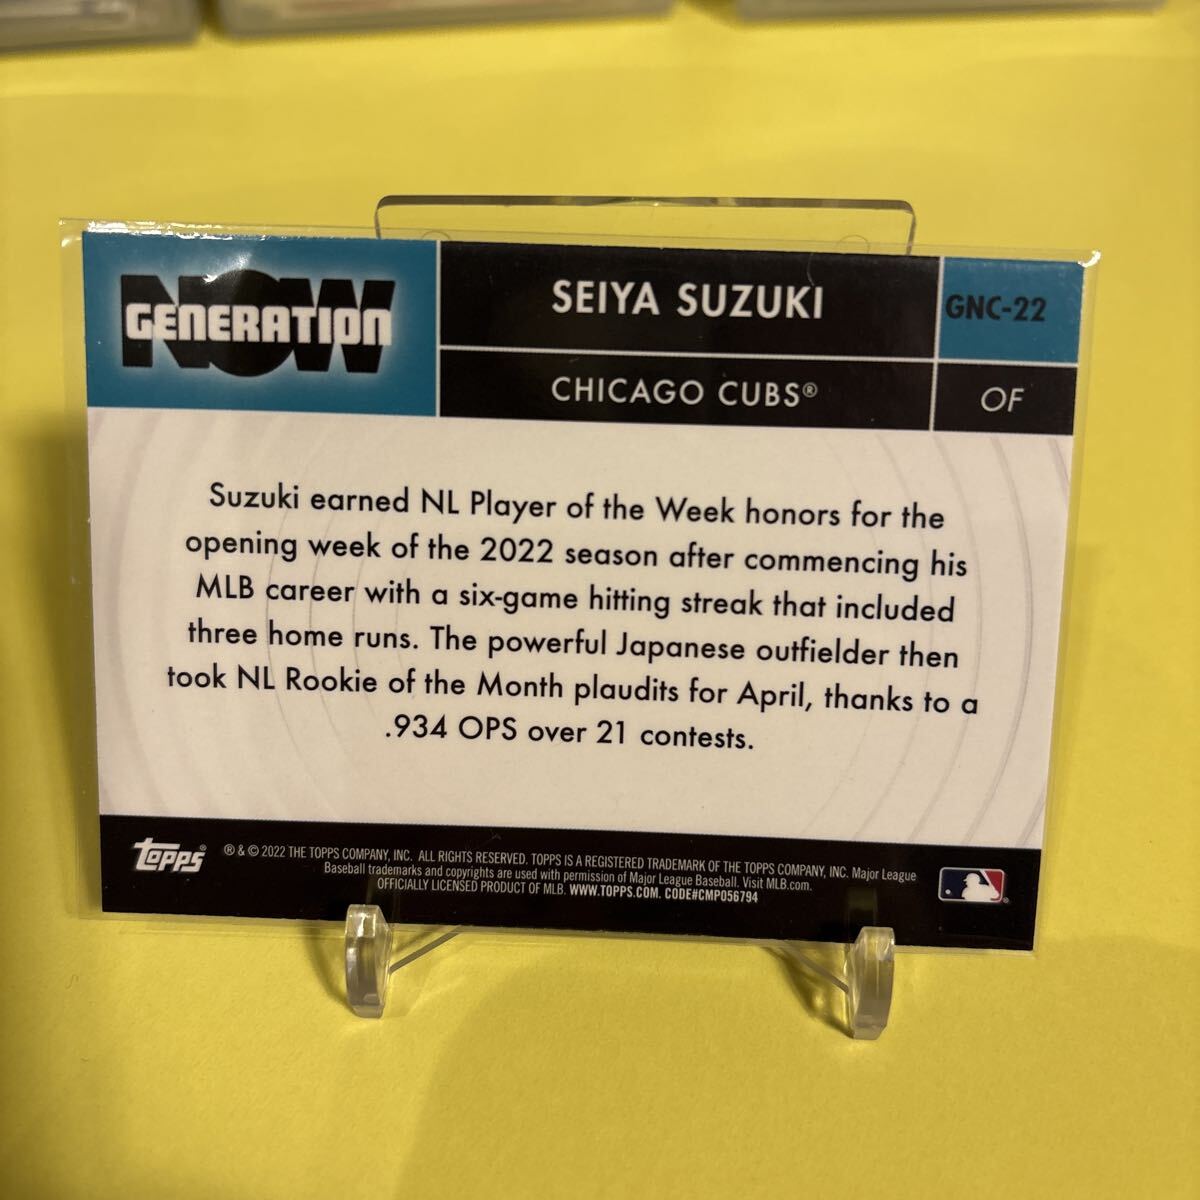 GENERATION
NOW
SEIYA SUZUKI
GNC-22
CHICAGO CUBS®
OF
Suzuki earned NL Player of the Week honors for the
opening week of the 2022 season after commencing his
MLB career with a six-game hitting streak that included
three home runs. The powerful Japanese outfielder then
took NL Rookie of the Month plaudits for April, thanks to a
.934 OPS over 21 contests.
Topps®
® & © 2022 THE TOPPS COMPANY, INC. ALL RIGHTS RESERVED. TOPPS IS A REGISTERED TRADEMARK OF THE TOPPS COMPANY, INC. Major League
Baseball trademarks and copyrights are used with permission of Major League Baseball. Visit MLB.com.
OFFICIALLY LICENSED PRODUCT OF MLB. WWW.TOPPS.COM. CODE#CMP056794